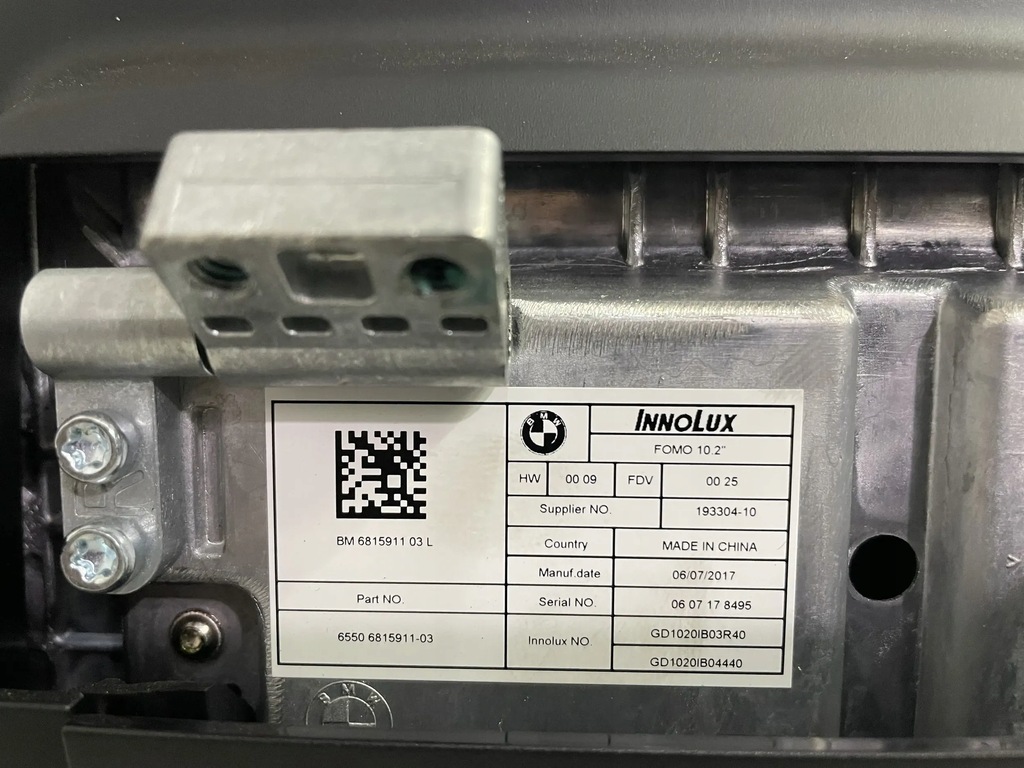 BM 6815911 03 L
Part NO.
6550 6815911-03
BMW
INNOLUX
FOMO 10.2"
HW 00 09 FDV 00 25
Supplier NO. 193304-10
Country MADE IN CHINA
Manuf.date 06/07/2017
Serial NO. 06 07 17 8495
Innolux NO. GD1020IB03R40
GD1020IB04440
BMW